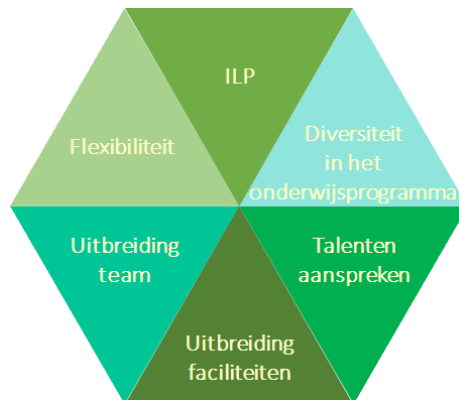 ILP
Flexibiliteit
Diversiteit
in het
onderwijsprogramma
Uitbreiding
team
Talenten
aanspreken
Uitbreiding
faciliteiten